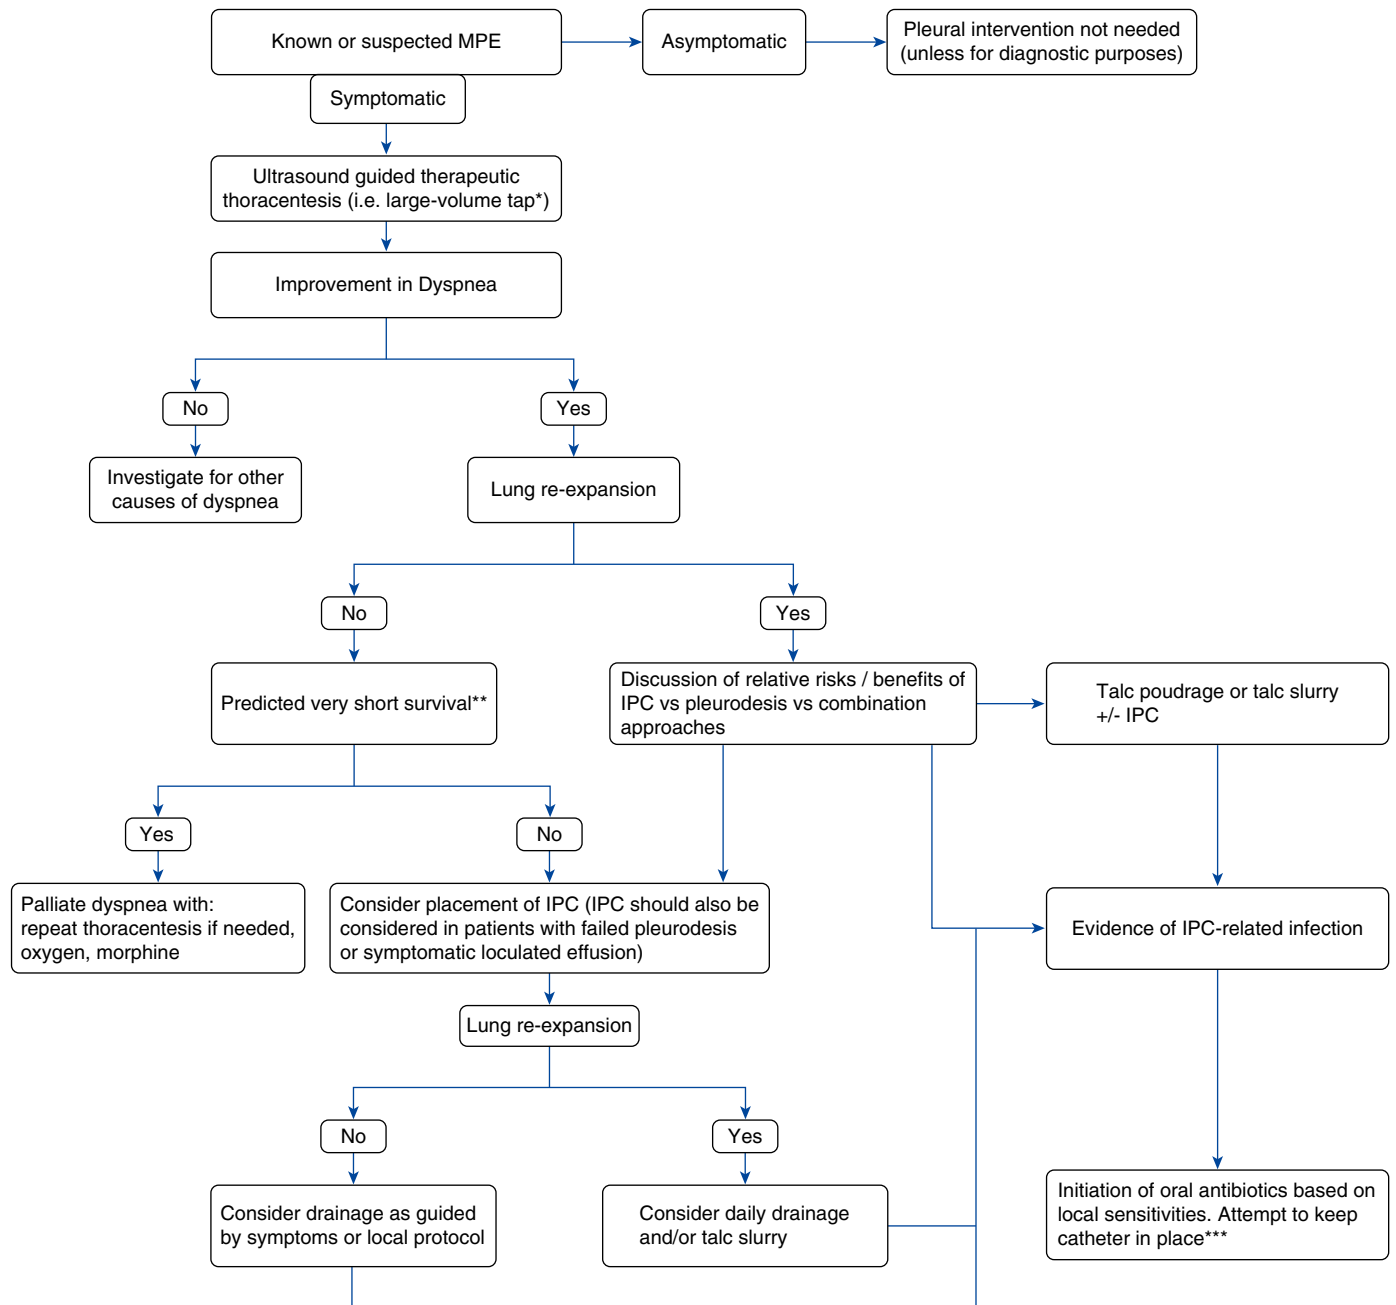 Known or suspected MPE
Asymptomatic
Pleural intervention not needed
(unless for diagnostic purposes)
Symptomatic
Ultrasound guided therapeutic
thoracentesis (i.e. large-volume tap*)
Improvement in Dyspnea
No
Yes
Investigate for other
causes of dyspnea
Lung re-expansion
No
Yes
Predicted very short survival**
Discussion of relative risks / benefits of
IPC vs pleurodesis vs combination
approaches
Talc poudrage or talc slurry
+/- IPC
Yes
No
Palliate dyspnea with:
repeat thoracentesis if needed,
oxygen, morphine
Consider placement of IPC (IPC should also be
considered in patients with failed pleurodesis
or symptomatic loculated effusion)
Evidence of IPC-related infection
Lung re-expansion
No
Yes
Consider drainage as guided
by symptoms or local protocol
Consider daily drainage
and/or talc slurry
Initiation of oral antibiotics based on
local sensitivities. Attempt to keep
catheter in place***